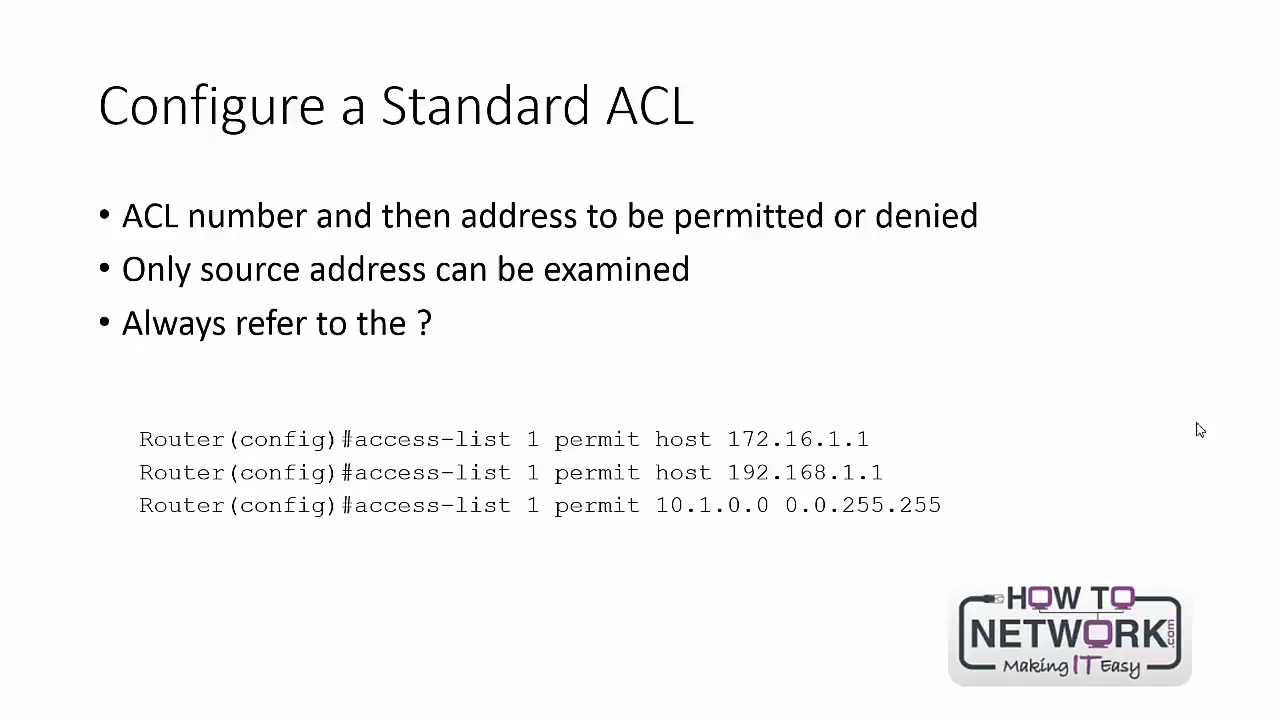 Configure a Standard ACL
• ACL number and then address to be permitted or denied
• Only source address can be examined
• Always refer to the ?
Router(config)#access-list 1 permit host 172.16.1.1
Router(config)#access-list 1 permit host 192.168.1.1
Router(config)#access-list 1 permit 10.1.0.0 0.0.255.255
HOW TO
NETWORK.com
Making IT Easy